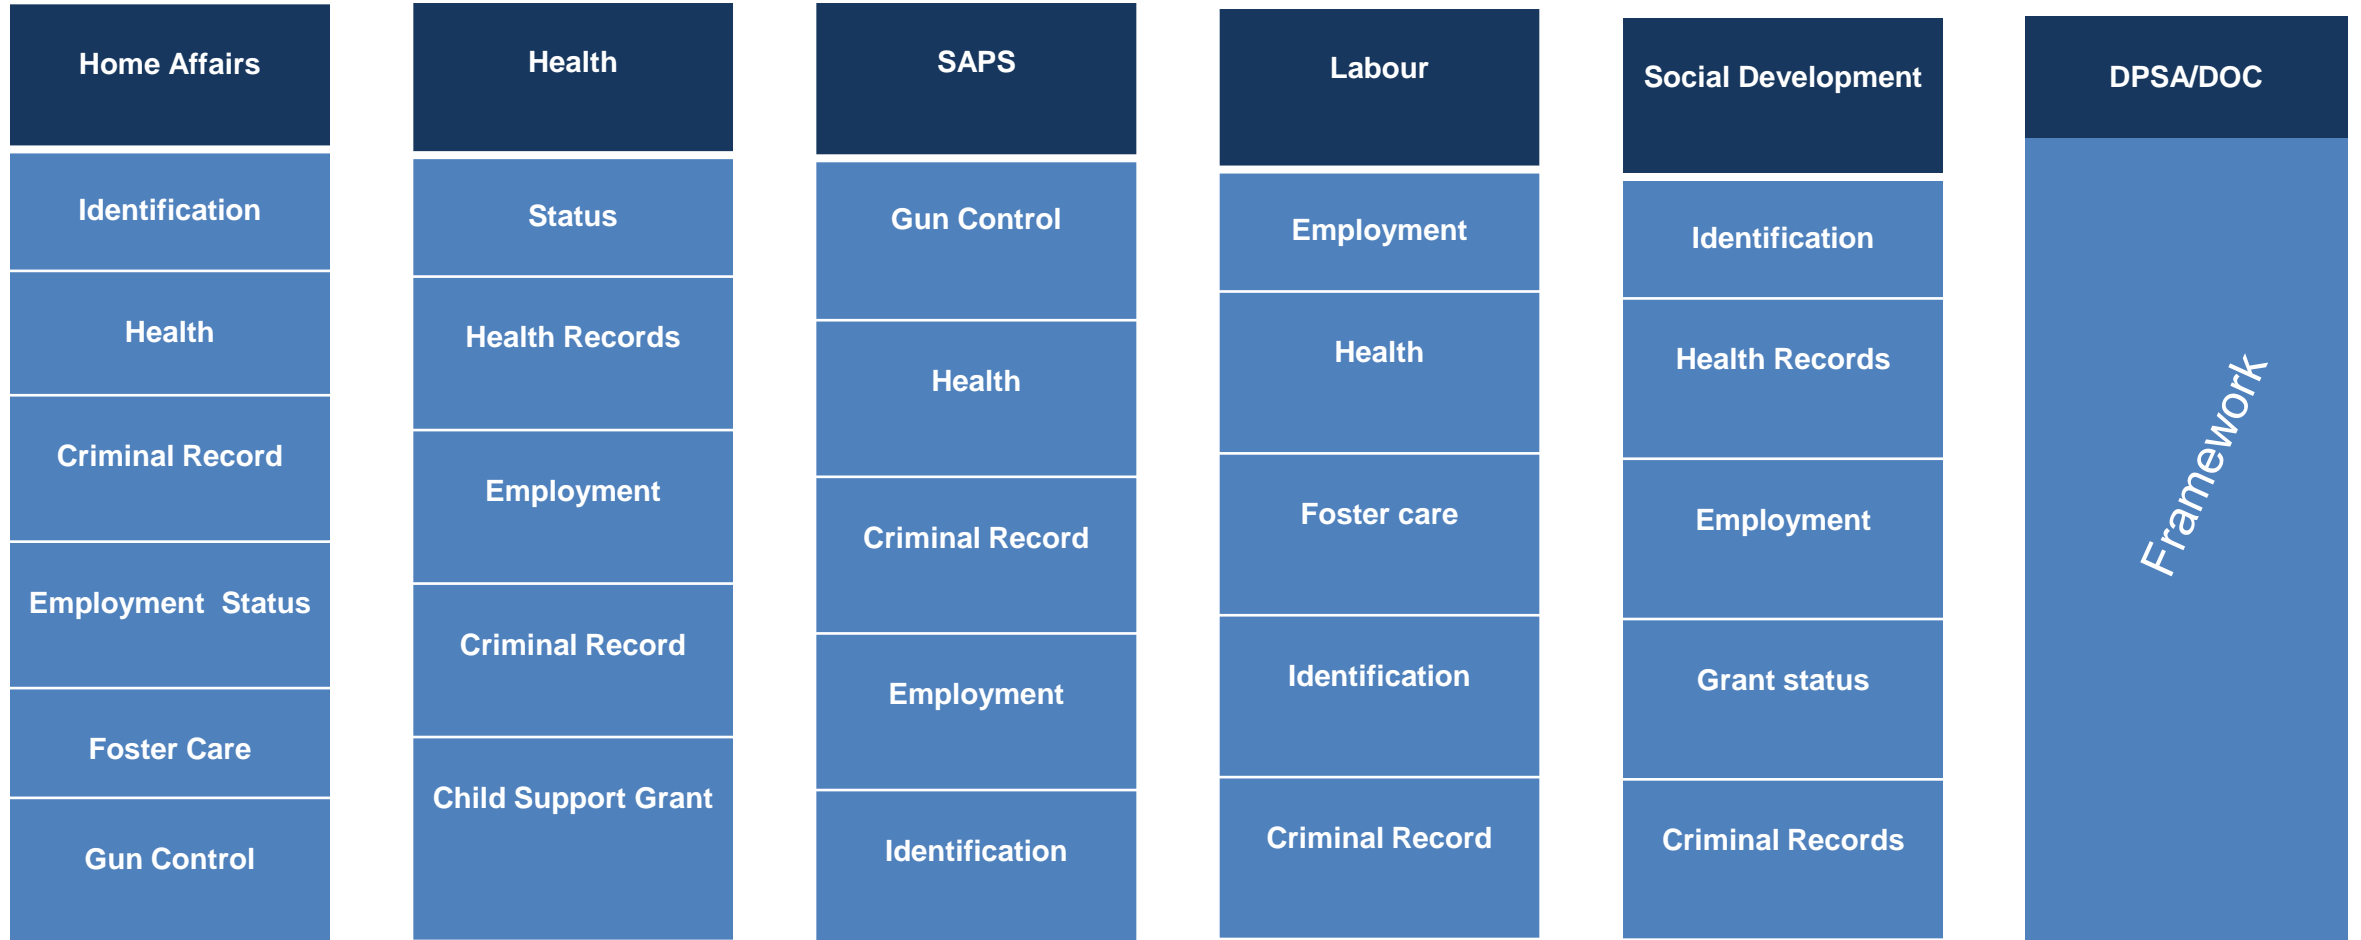 Home Affairs
Identification
Health
Criminal Record
Employment  Status
Foster Care
Gun Control
Health
Status
Health Records
Employment
Criminal Record
Child Support Grant
SAPS
Gun Control
Health
Criminal Record
Employment
Identification
Labour
Employment
Health
Foster care
Identification
Criminal Record
Social Development
Identification
Health Records
Employment
Grant status
Criminal Records
DPSA/DOC
Framework